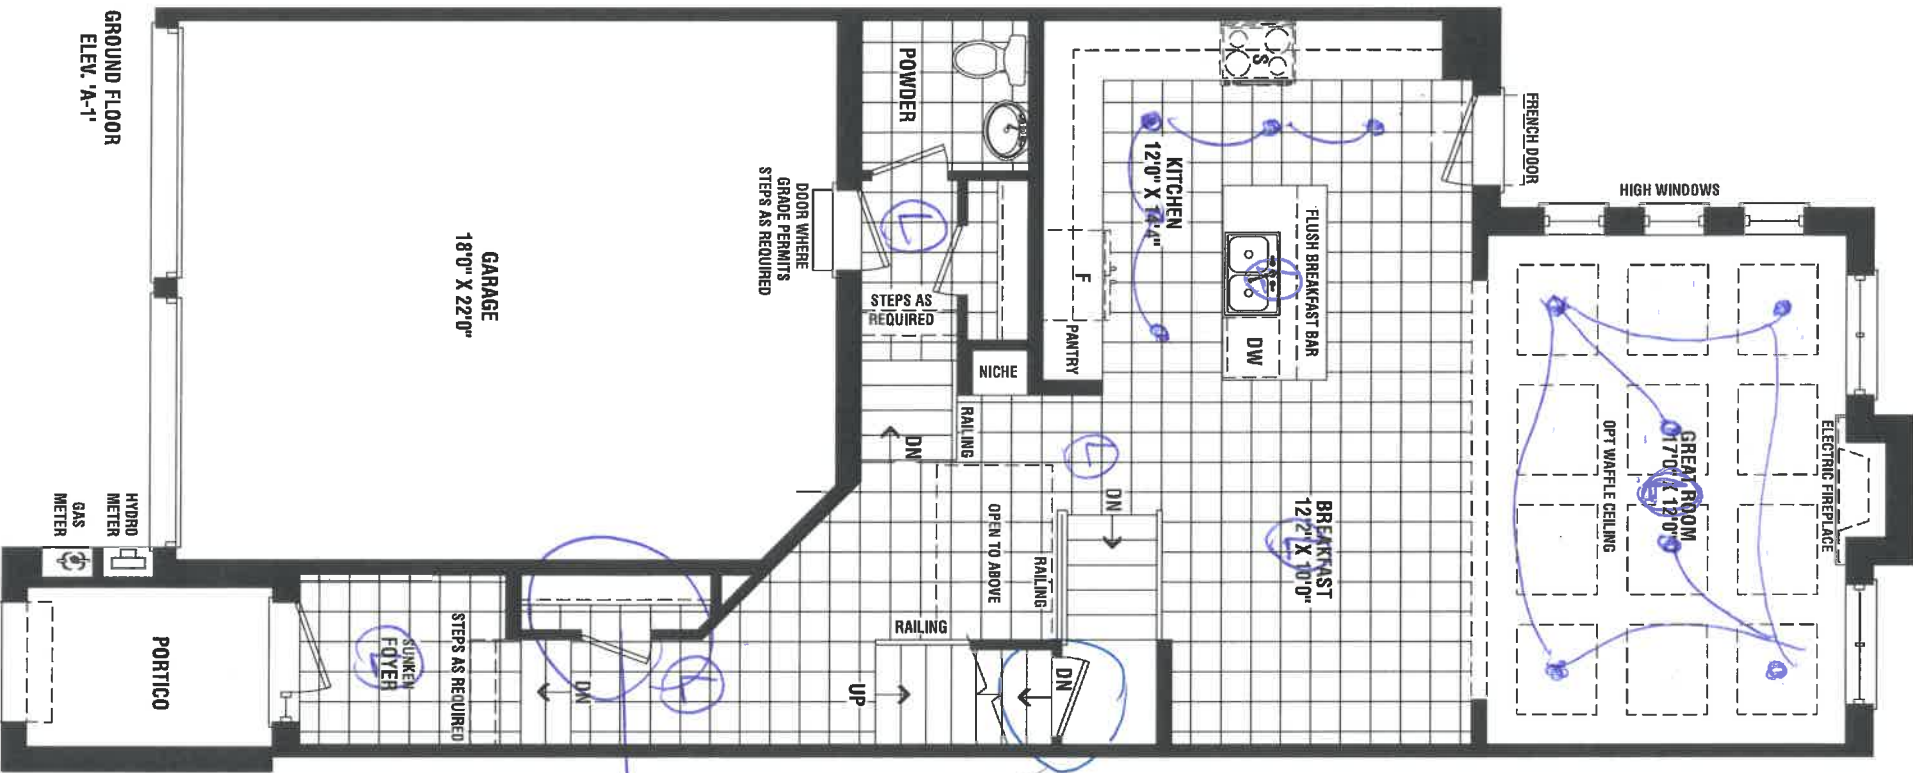 GROUND FLOOR
ELEV. 'A-1'
GARAGE
18'0" X 22'0"
HYDRO
METER
GAS
METER
PORTICO
SUNKEN
FOYER
STEPS AS REQUIRED
DN
L
L
UP
RAILING
DN
POWDER
DOOR WHERE
GRADE PERMITS
STEPS AS REQUIRED
L
STEPS AS
REQUIRED
NICHE
RAILING
DN
OPEN TO ABOVE
RAILING
DN
L
KITCHEN
12'0" X 14'4"
S
F
PANTRY
FLUSH BREAKFAST BAR
DW
BREAKFAST
12'2" X 10'0"
L
FRENCH DOOR
HIGH WINDOWS
GREAT ROOM
17'0" X 12'0"
OPT WAFFLE CEILING
ELECTRIC FIREPLACE